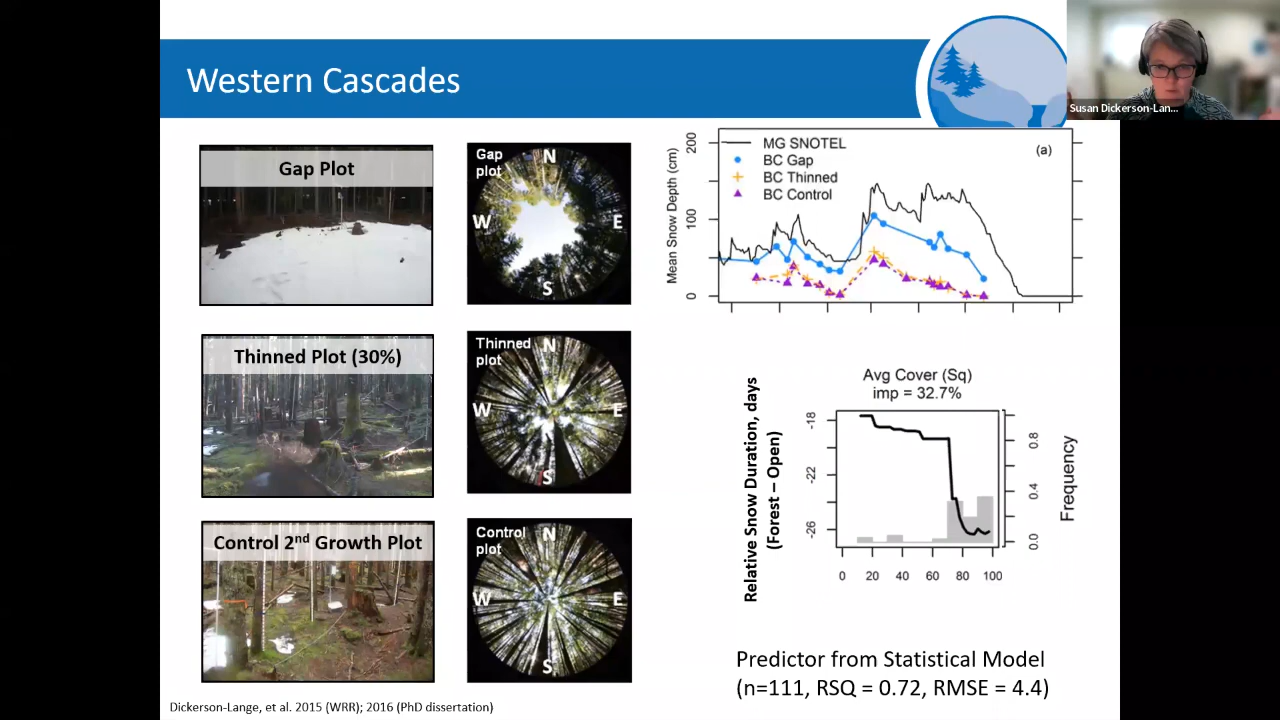 Western Cascades
Susan Dickerson-Lan...
Gap Plot
Gap
plot
N
W
E
S
Thinned Plot (30%)
Thinned
plot
N
W
E
S
Control 2nd Growth Plot
Control
plot
N
W
E
S
(a)
MG SNOTEL
BC Gap
BC Thinned
BC Control
Mean Snow Depth (cm)
200
100
0
Avg Cover (Sq)
imp = 32.7%
Relative Snow Duration, days
(Forest – Open)
-18
-22
-26
0.8
0.4
0.0
Frequency
0 20 40 60 80 100
Predictor from Statistical Model
(n=111, RSQ = 0.72, RMSE = 4.4)
Dickerson-Lange, et al. 2015 (WRR); 2016 (PhD dissertation)